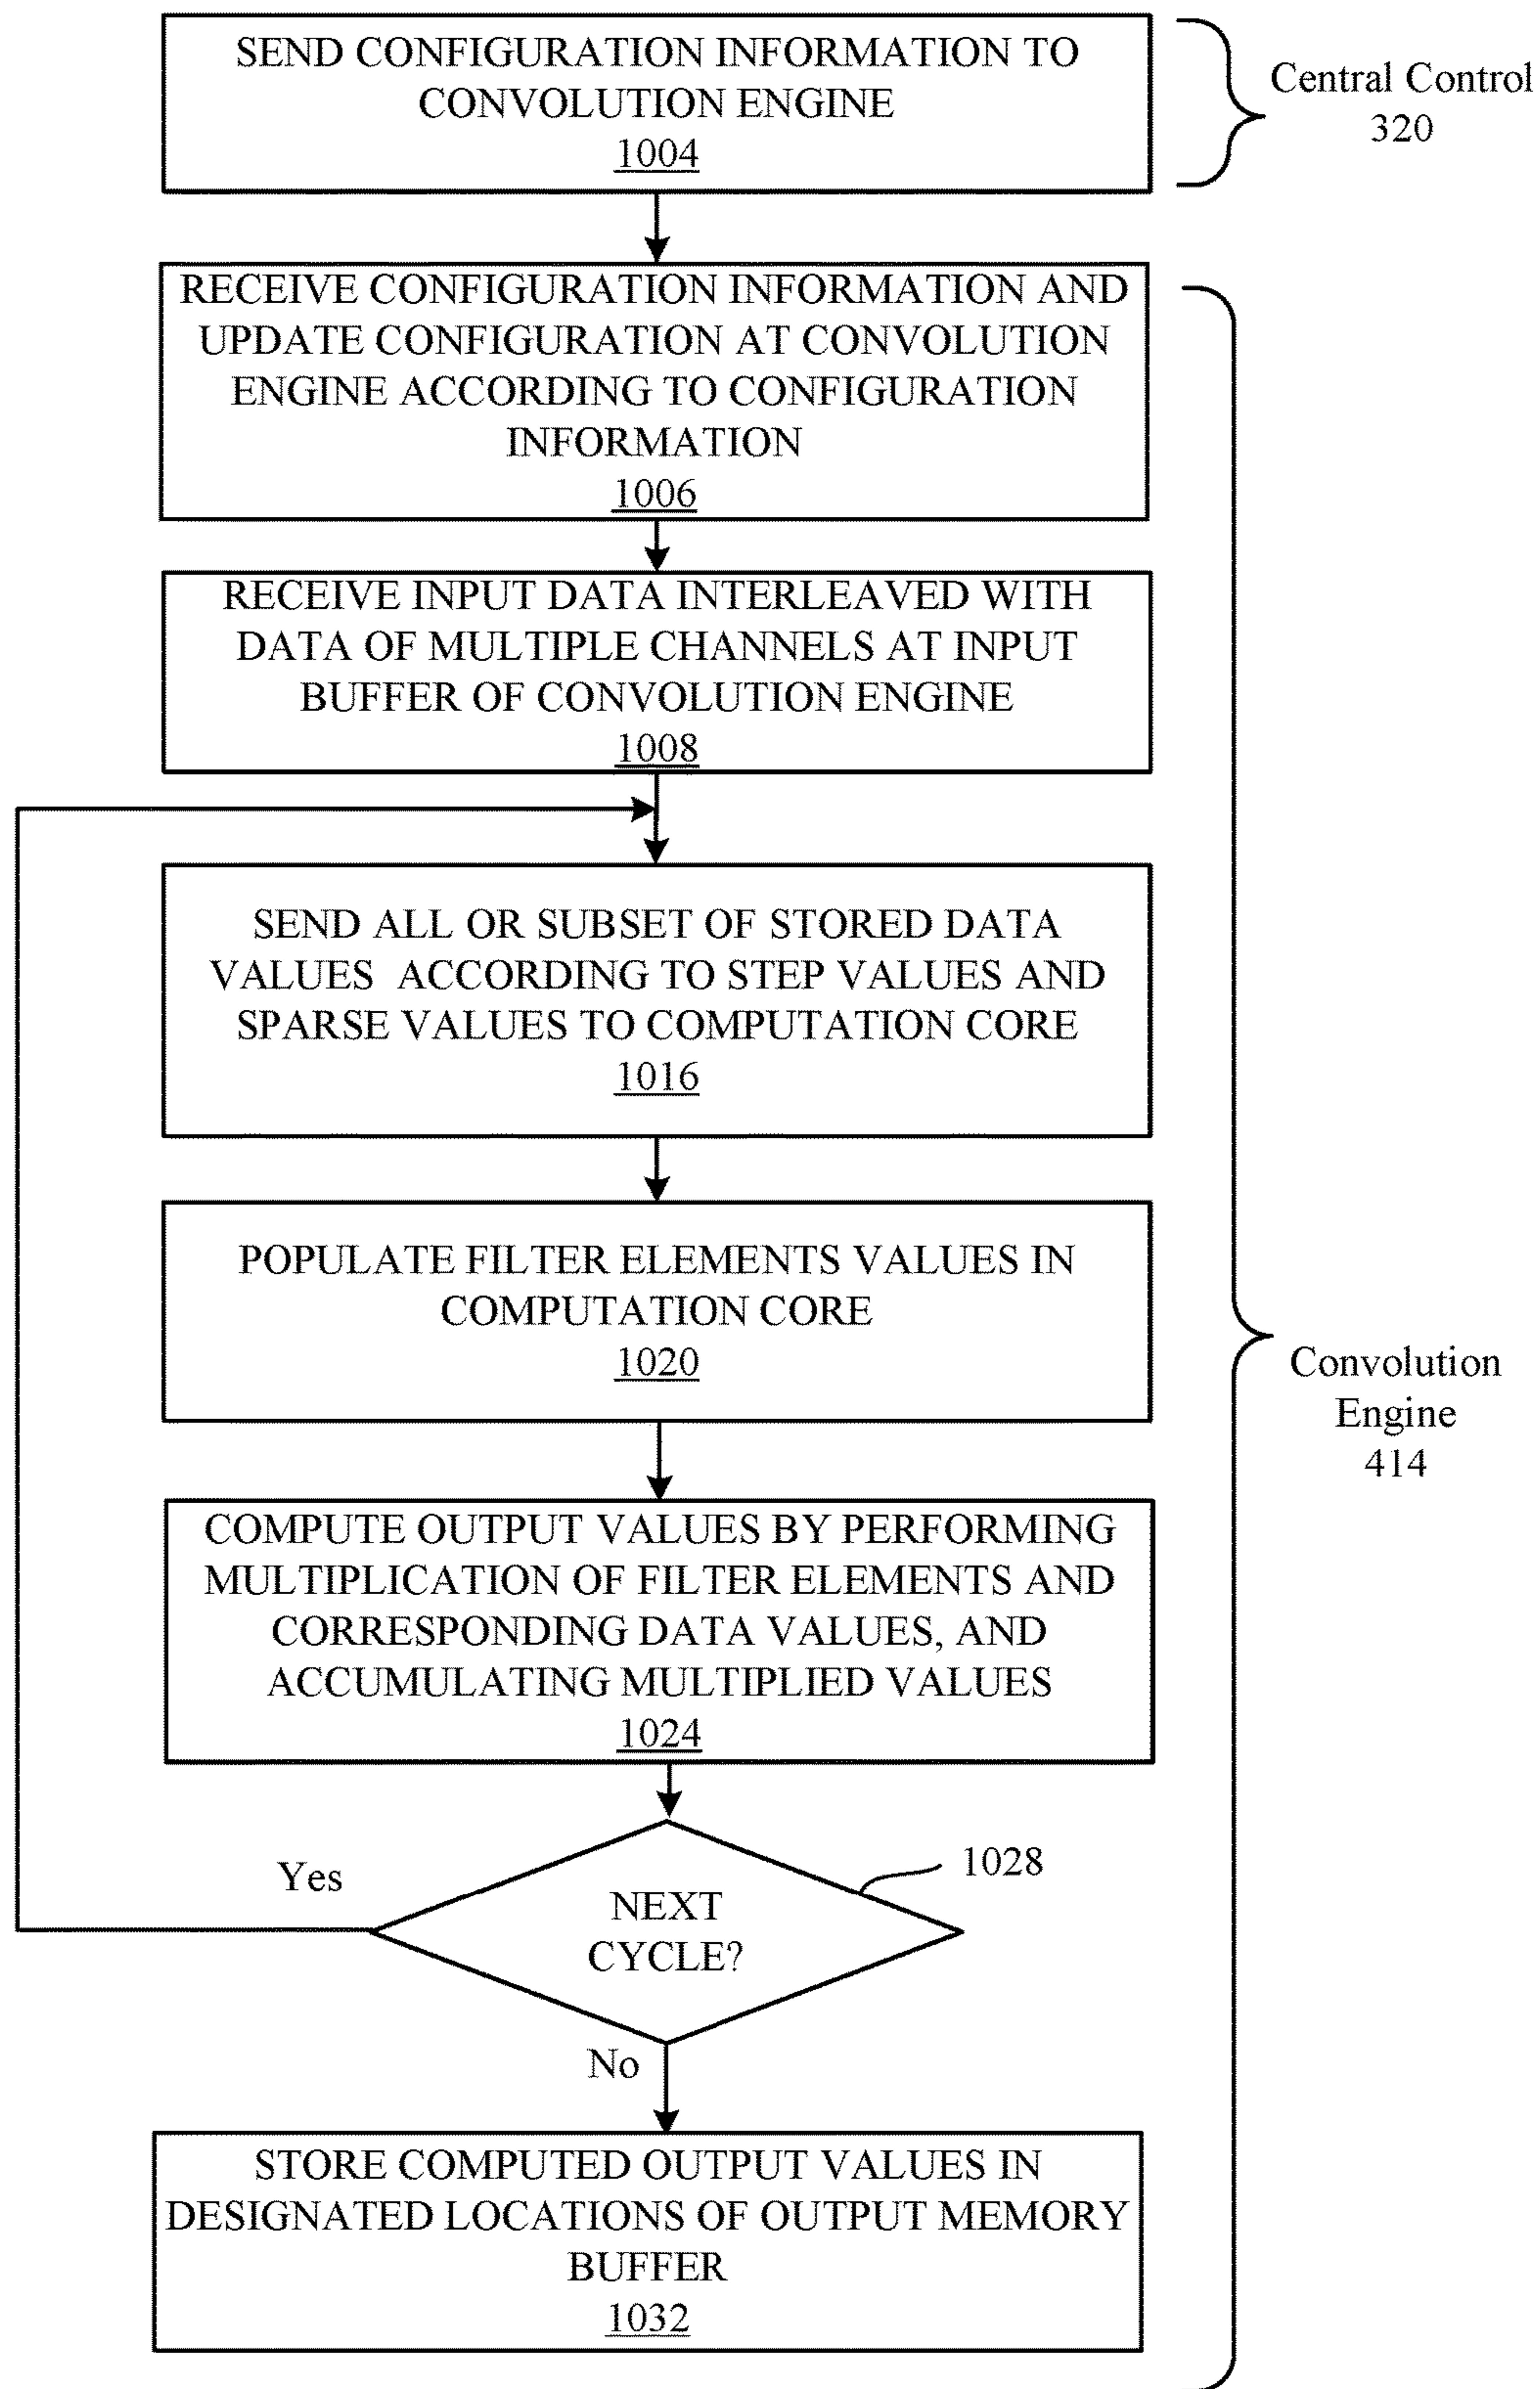 SEND CONFIGURATION INFORMATION TO
CONVOLUTION ENGINE
1004
Central Control
320
RECEIVE CONFIGURATION INFORMATION AND
UPDATE CONFIGURATION AT CONVOLUTION
ENGINE ACCORDING TO CONFIGURATION
INFORMATION
1006
RECEIVE INPUT DATA INTERLEAVED WITH
DATA OF MULTIPLE CHANNELS AT INPUT
BUFFER OF CONVOLUTION ENGINE
1008
SEND ALL OR SUBSET OF STORED DATA
VALUES ACCORDING TO STEP VALUES AND
SPARSE VALUES TO COMPUTATION CORE
1016
POPULATE FILTER ELEMENTS VALUES IN
COMPUTATION CORE
1020
Convolution
Engine
414
COMPUTE OUTPUT VALUES BY PERFORMING
MULTIPLICATION OF FILTER ELEMENTS AND
CORRESPONDING DATA VALUES, AND
ACCUMULATING MULTIPLIED VALUES
1024
Yes
1028
NEXT
CYCLE?
No
STORE COMPUTED OUTPUT VALUES IN
DESIGNATED LOCATIONS OF OUTPUT MEMORY
BUFFER
1032